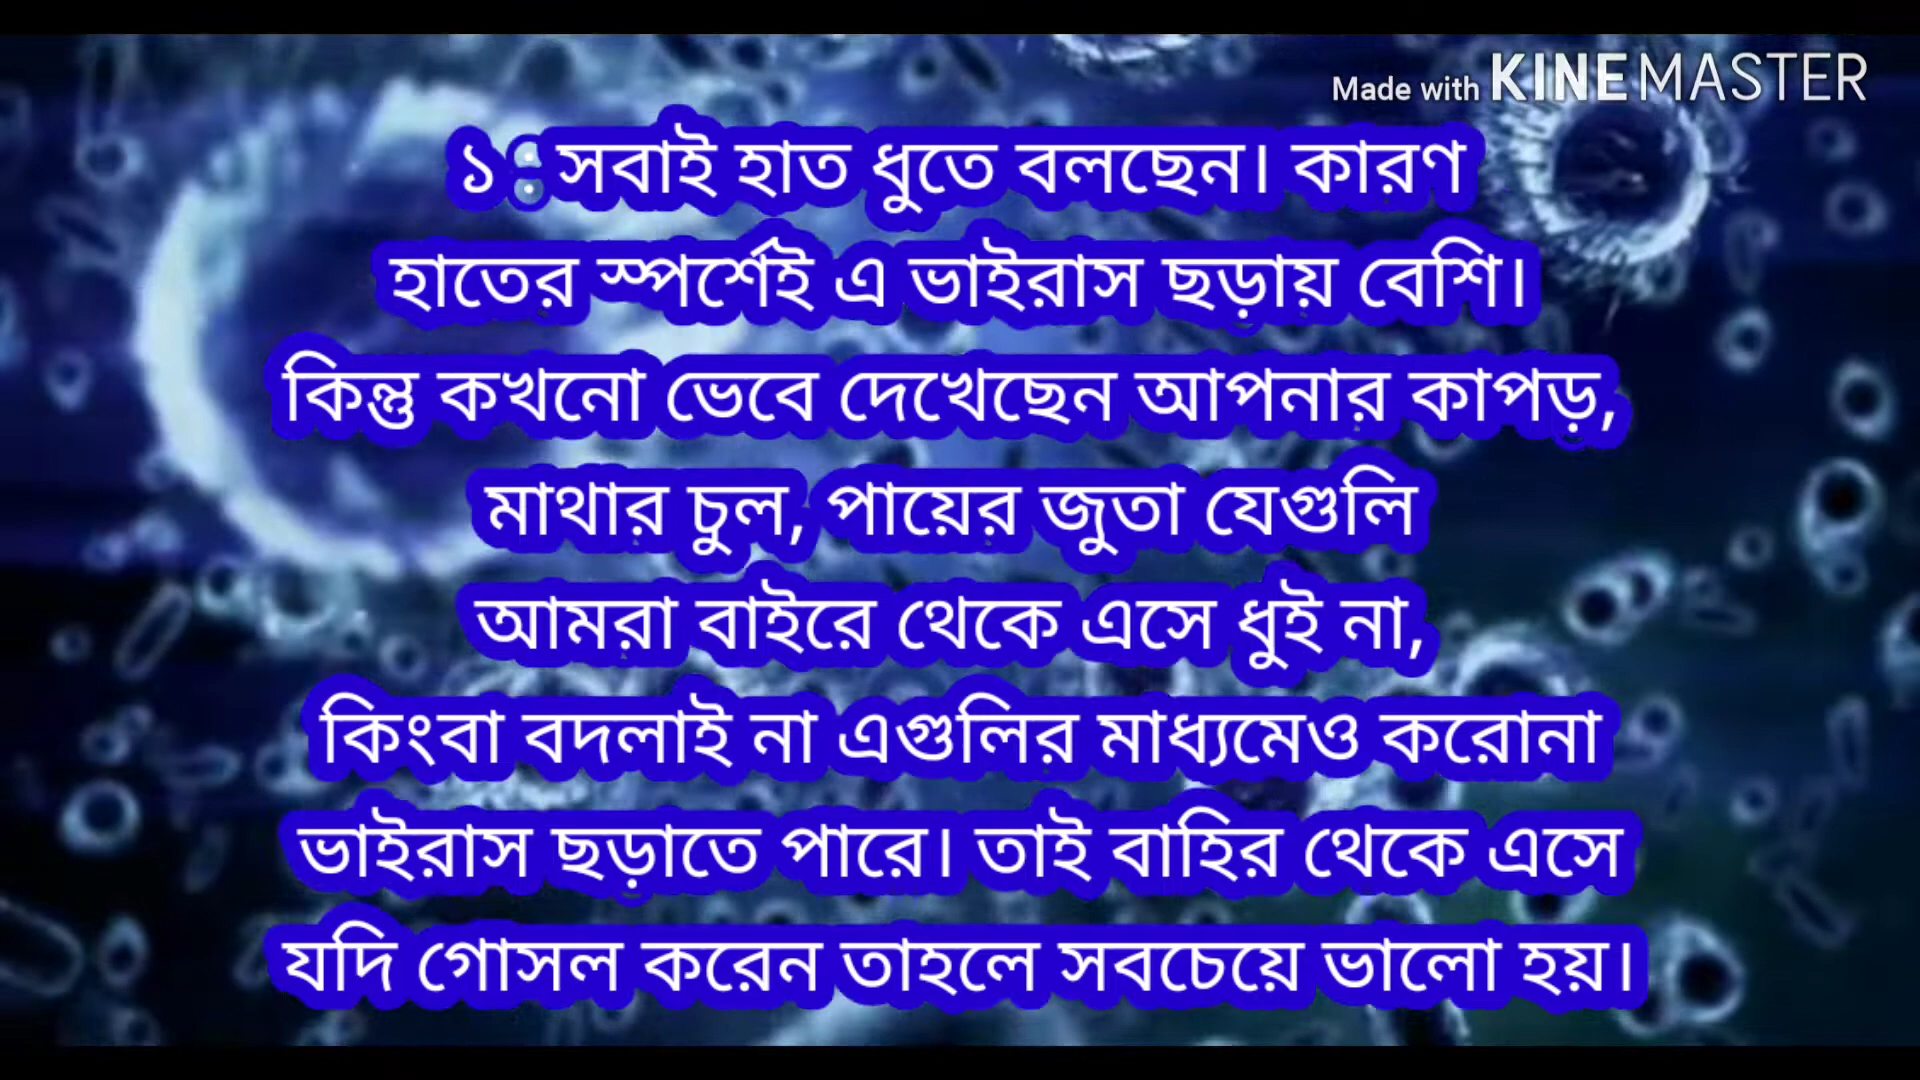 Made with KINEMASTER
১ঃ সবাই হাত ধুতে বলছেন। কারণ
হাতের স্পর্শেই এ ভাইরাস ছড়ায় বেশি।
কিন্তু কখনো ভেবে দেখেছেন আপনার কাপড়,
মাথার চুল, পায়ের জুতা যেগুলি
আমরা বাইরে থেকে এসে ধুই না,
কিংবা বদলাই না এগুলির মাধ্যমেও করোনা
ভাইরাস ছড়াতে পারে। তাই বাহির থেকে এসে
যদি গোসল করেন তাহলে সবচেয়ে ভালো হয়।